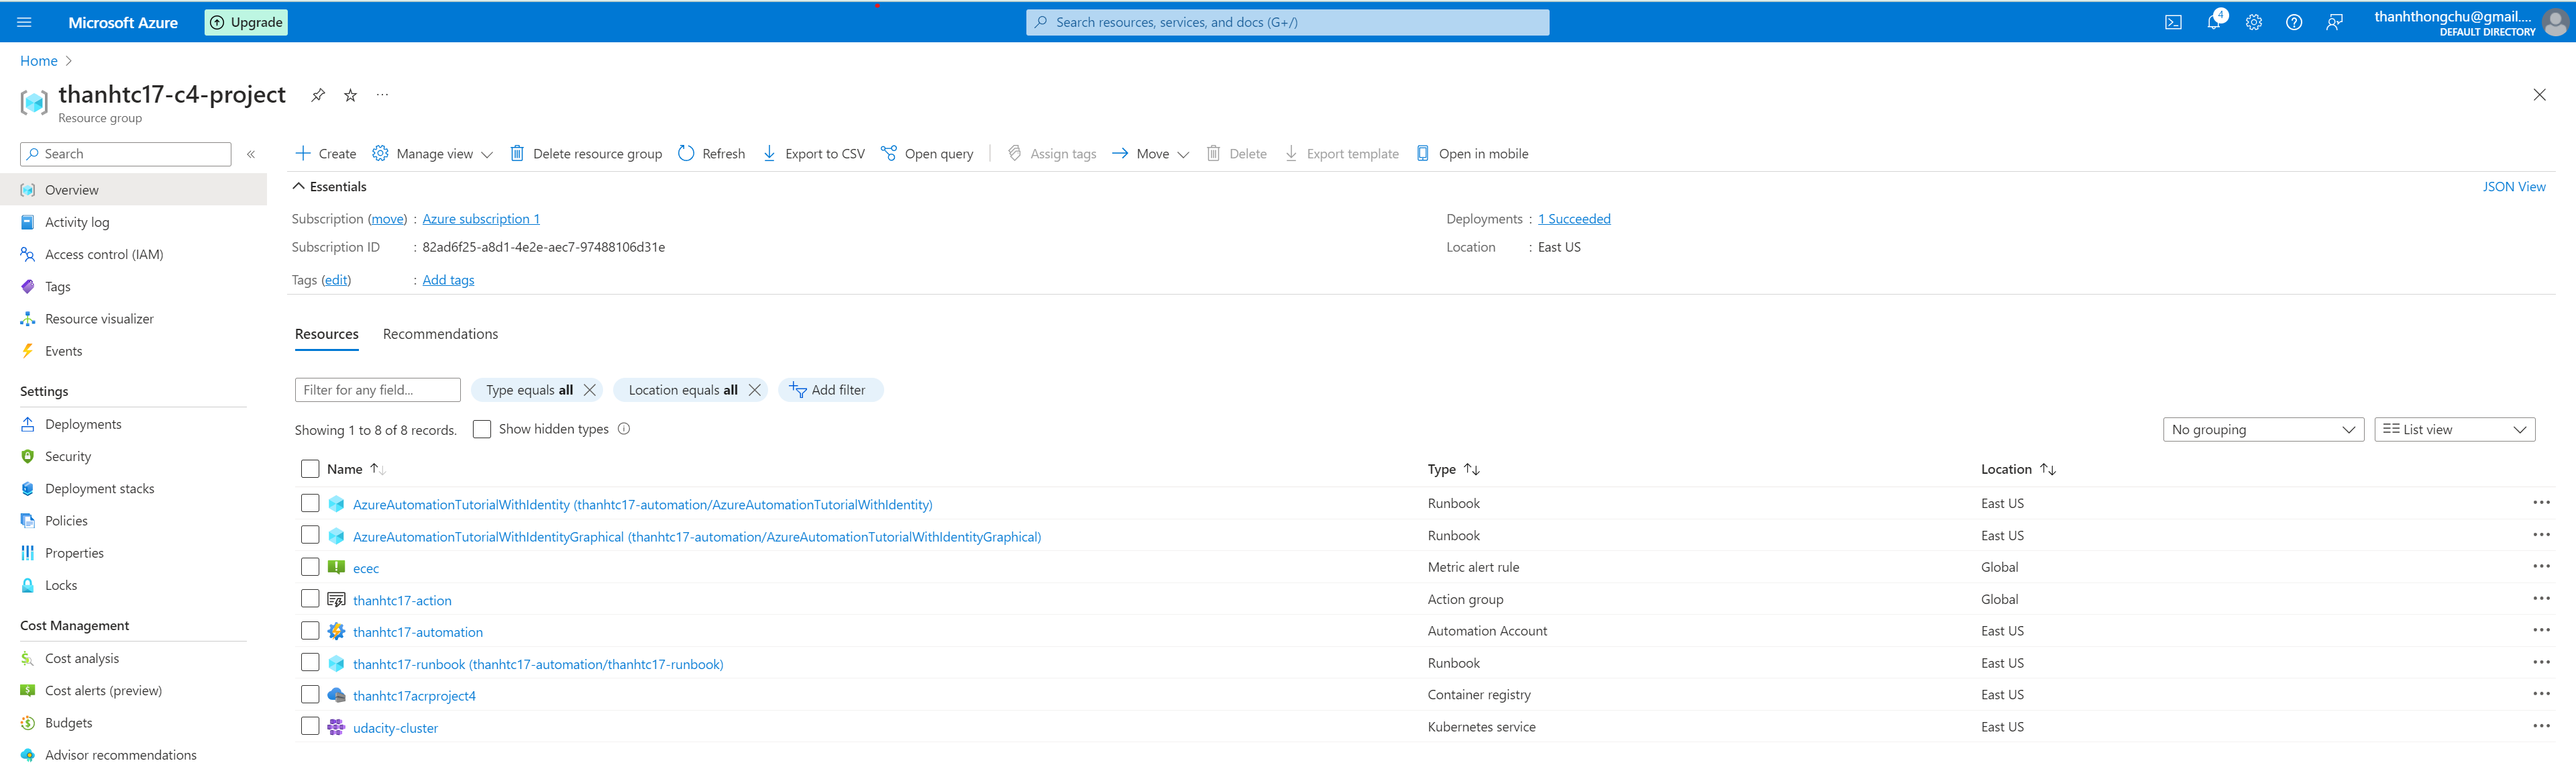 Microsoft Azure
Upgrade
Search resources, services, and docs (G+/)
4
thanhthongchu@gmail....
DEFAULT DIRECTORY
Home
thanhtc17-c4-project
Resource group
Search
Create
Manage view
Delete resource group
Refresh
Export to CSV
Open query
Assign tags
Move
Delete
Export template
Open in mobile
Overview
Activity log
Access control (IAM)
Tags
Resource visualizer
Events
Settings
Deployments
Security
Deployment stacks
Policies
Properties
Locks
Cost Management
Cost analysis
Cost alerts (preview)
Budgets
Advisor recommendations
Essentials
JSON View
Subscription (move) : Azure subscription 1
Deployments : 1 Succeeded
Subscription ID : 82ad6f25-a8d1-4e2e-aec7-97488106d31e
Location : East US
Tags (edit) : Add tags
Resources Recommendations
Filter for any field...
Type equals all
Location equals all
Add filter
Showing 1 to 8 of 8 records.
Show hidden types
No grouping
List view
Name Type Location
AzureAutomationTutorialWithIdentity (thanhtc17-automation/AzureAutomationTutorialWithIdentity) Runbook East US
AzureAutomationTutorialWithIdentityGraphical (thanhtc17-automation/AzureAutomationTutorialWithIdentityGraphical) Runbook East US
ecec Metric alert rule Global
thanhtc17-action Action group Global
thanhtc17-automation Automation Account East US
thanhtc17-runbook (thanhtc17-automation/thanhtc17-runbook) Runbook East US
thanhtc17acrproject4 Container registry East US
udacity-cluster Kubernetes service East US